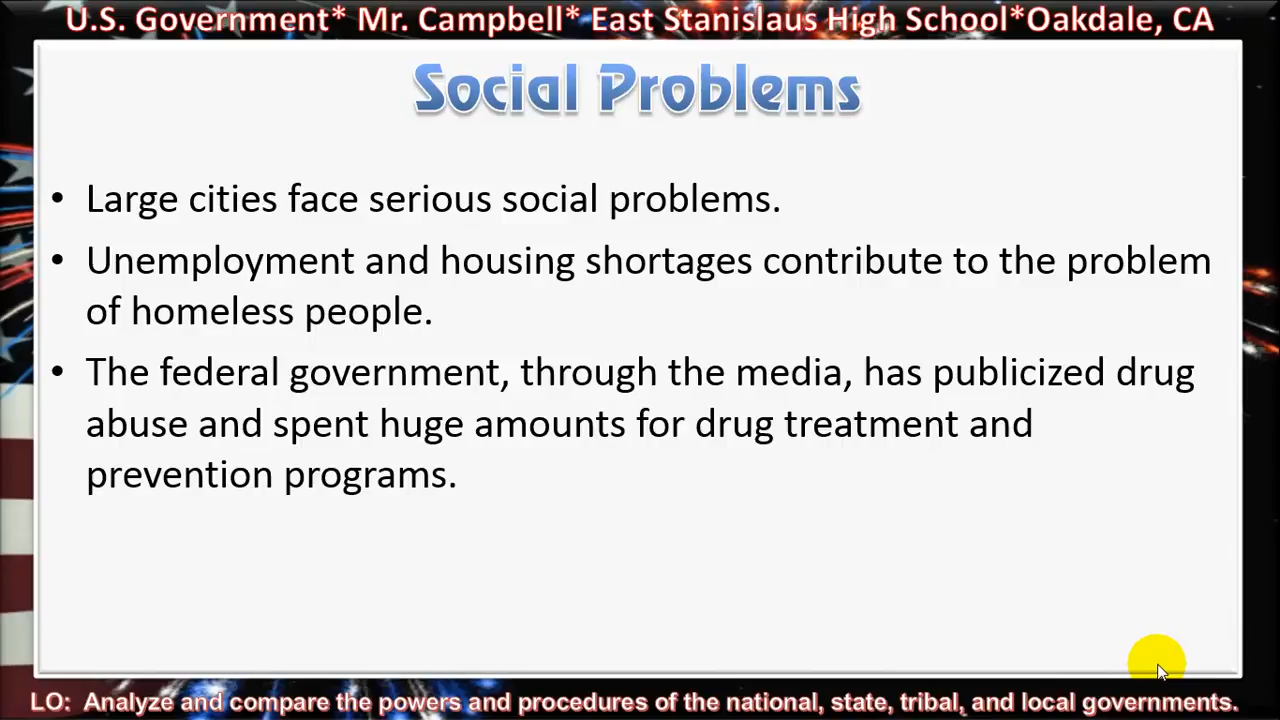 U.S. Government* Mr. Campbell* East Stanislaus High School*Oakdale, CA
Social Problems
• Large cities face serious social problems.
• Unemployment and housing shortages contribute to the problem
of homeless people.
• The federal government, through the media, has publicized drug
abuse and spent huge amounts for drug treatment and
prevention programs.
LO: Analyze and compare the powers and procedures of the national, state, tribal, and local governments.